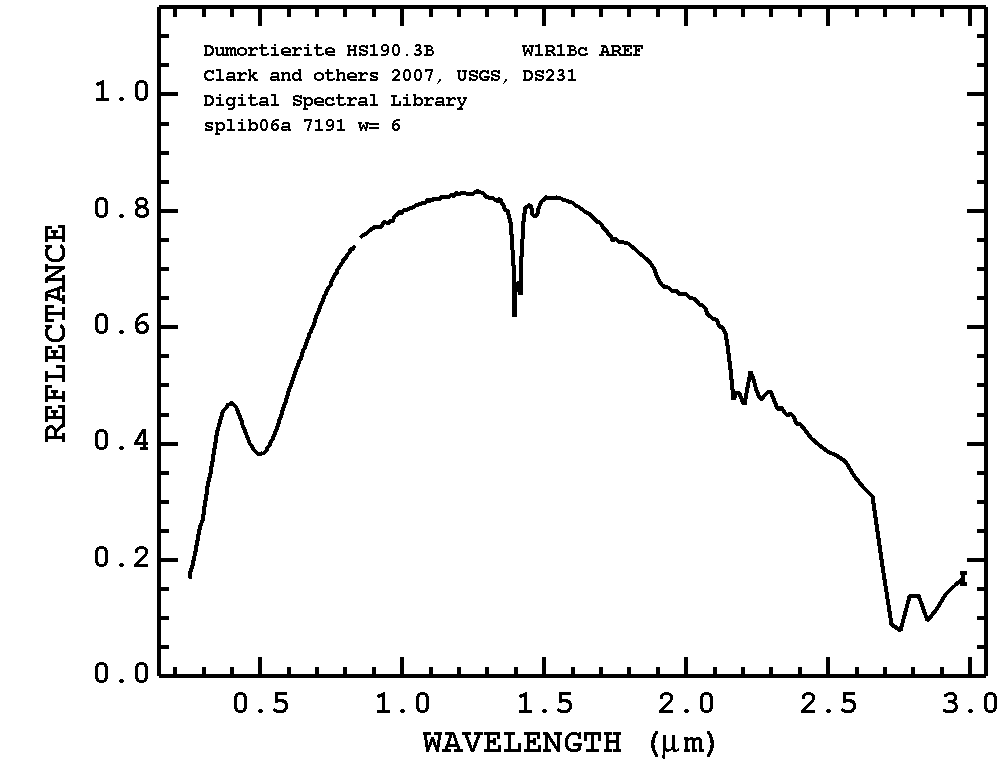 Dumortierite HS190.3B W1R1Bc AREF
Clark and others 2007, USGS, DS231
Digital Spectral Library
splib06a 7191 w= 6
1.0
0.8
0.6
0.4
0.2
0.0
REFLECTANCE
0.5 1.0 1.5 2.0 2.5 3.0
WAVELENGTH (μm)